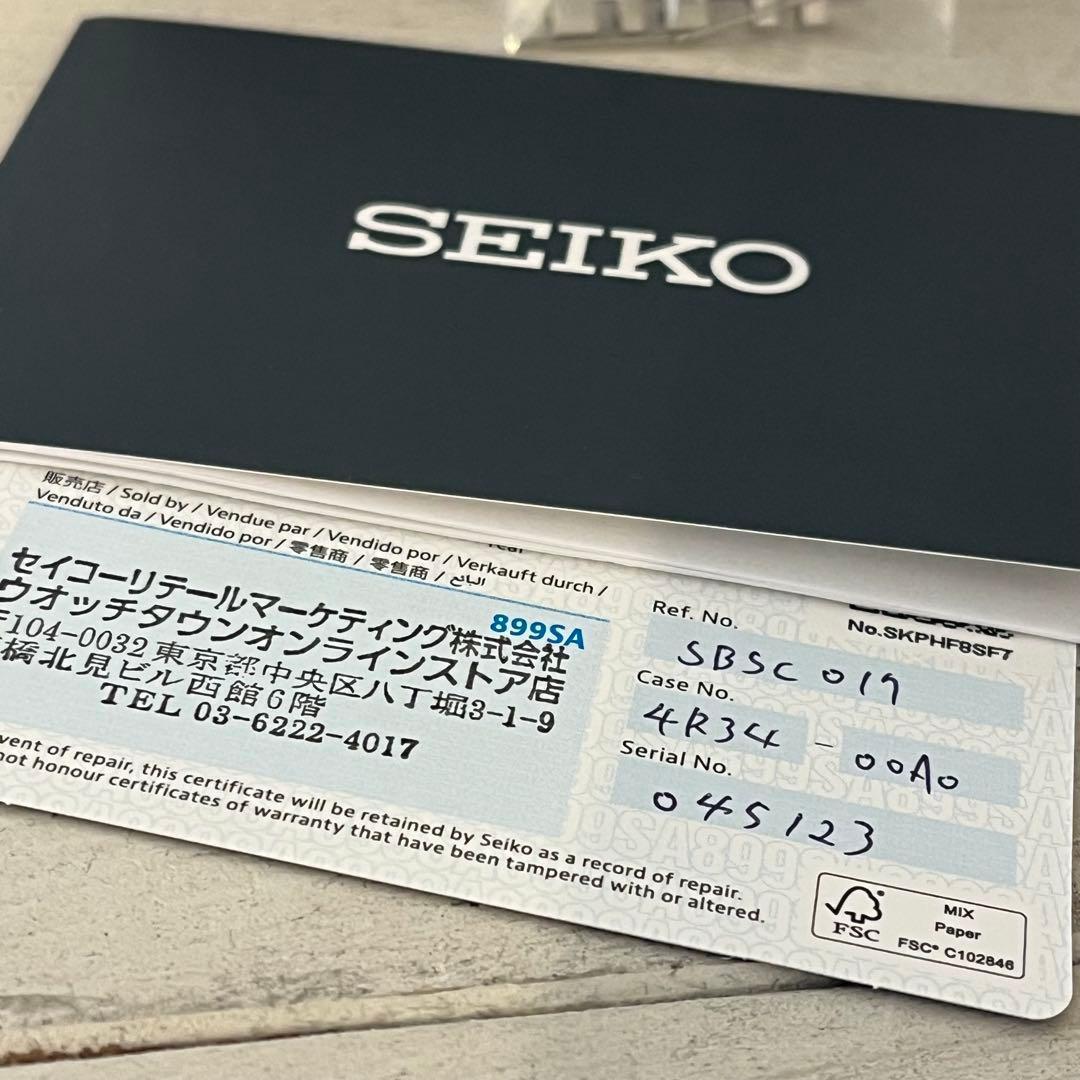 SEIKO
販売店 / Sold by / Vendue par / Vendido por / Verkauft durch /
Venduto da / Vendido por / 零售商 / 零售商 / البائع
899SA
セイコーリテールマーケティング株式会社
ウオッチタウンオンラインストア店
〒104-0032 東京都中央区八丁堀3-1-9
橋北見ビル西館6階
TEL 03-6222-4017
vent of repair, this certificate will be retained by Seiko as a record of repair.
not honour certificates of warranty that have been tampered with or altered.
No.SKPHF8SF7
Ref. No.
SBSC019
Case No.
4R34 - 00A0
Serial No.
045123
FSC
MIX
Paper
FSC® C102846